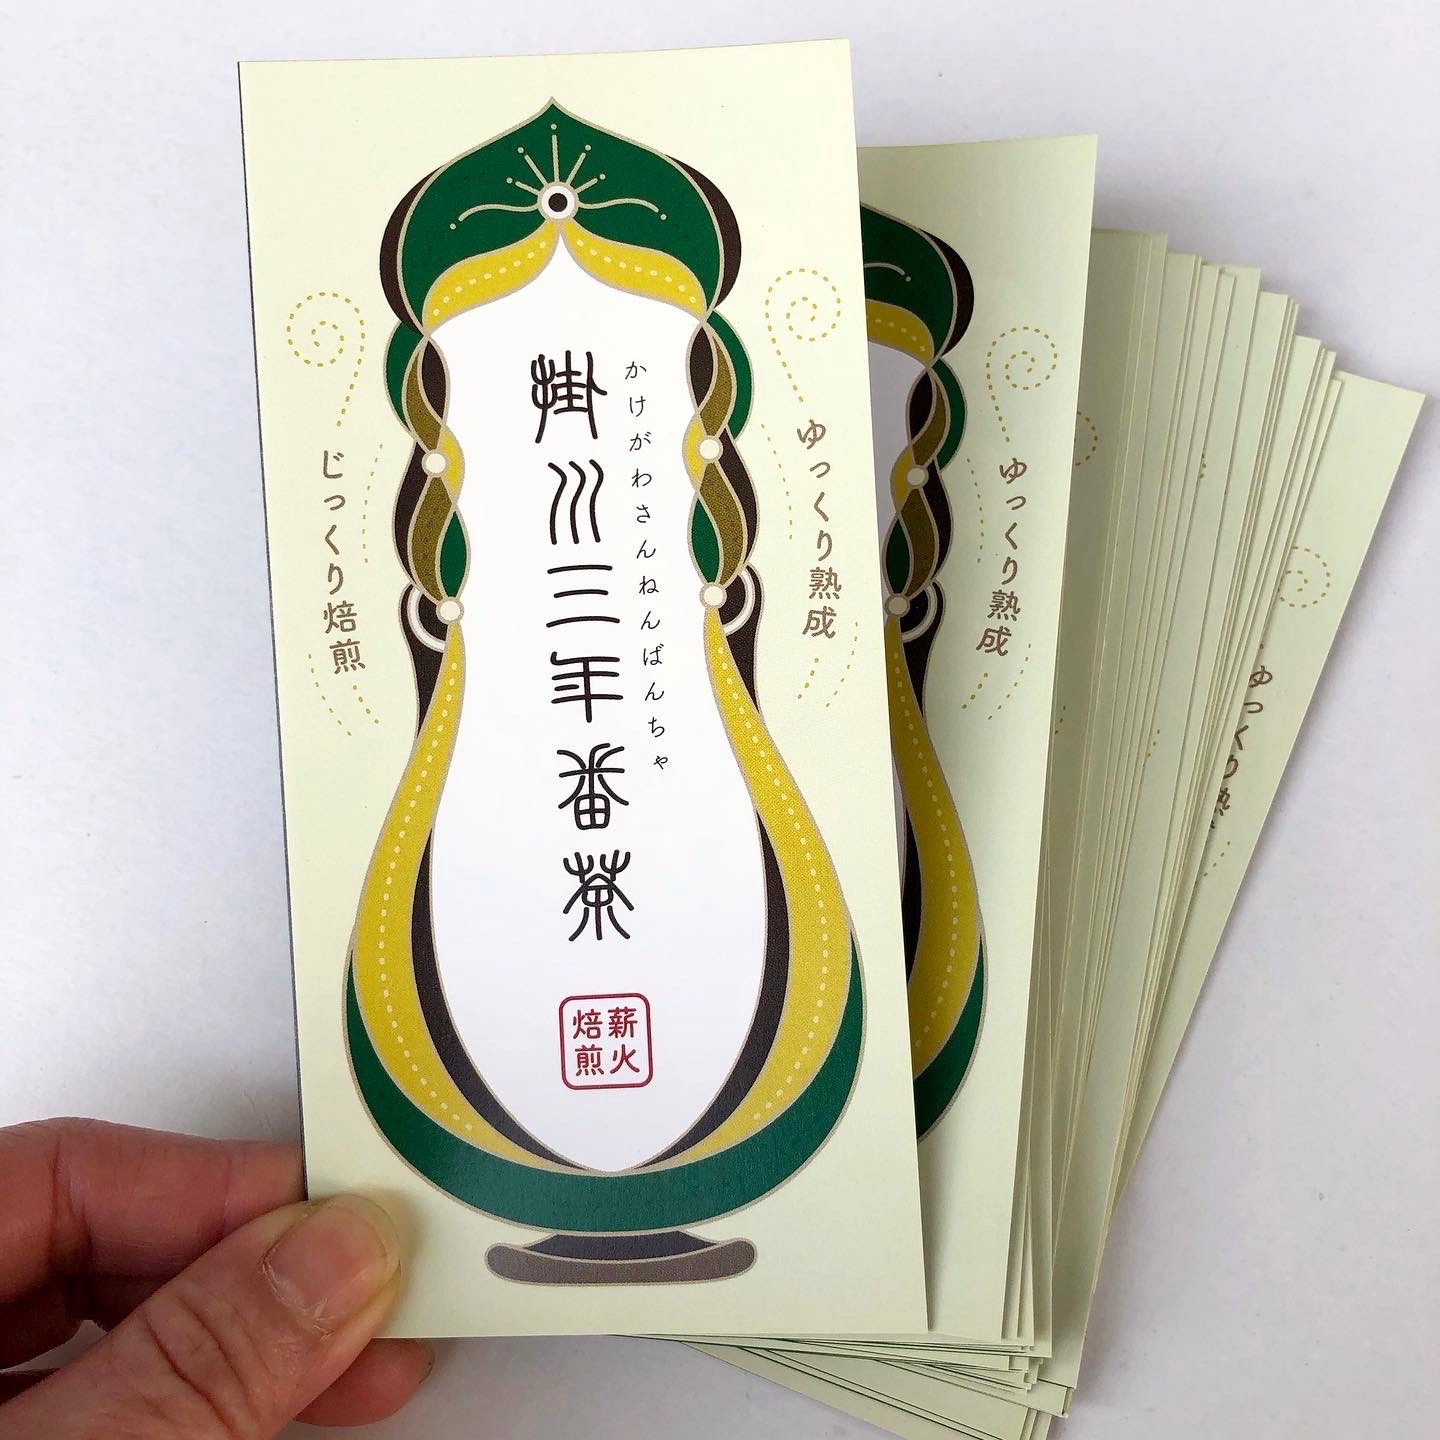 ゆっくり熟成
かけがわさんねんばんちゃ
掛川三年番茶
薪火
焙煎
じっくり焙煎
ゆっくり熟成
ゆっくり熟